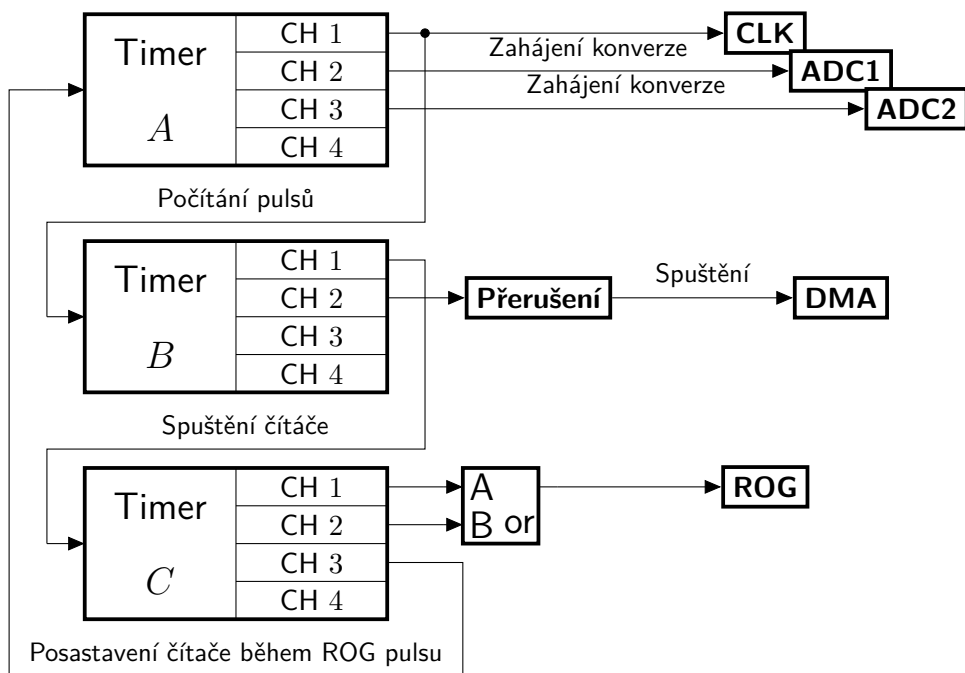 Timer
A
CH 1
CH 2
CH 3
CH 4
Zahájení konverze
Zahájení konverze
CLK
ADC1
ADC2
Počítání pulsů
Timer
B
CH 1
CH 2
CH 3
CH 4
Přerušení
Spuštění
DMA
Spuštění čítáče
Timer
C
CH 1
CH 2
CH 3
CH 4
A
B or
ROG
Posastavení čítače během ROG pulsu